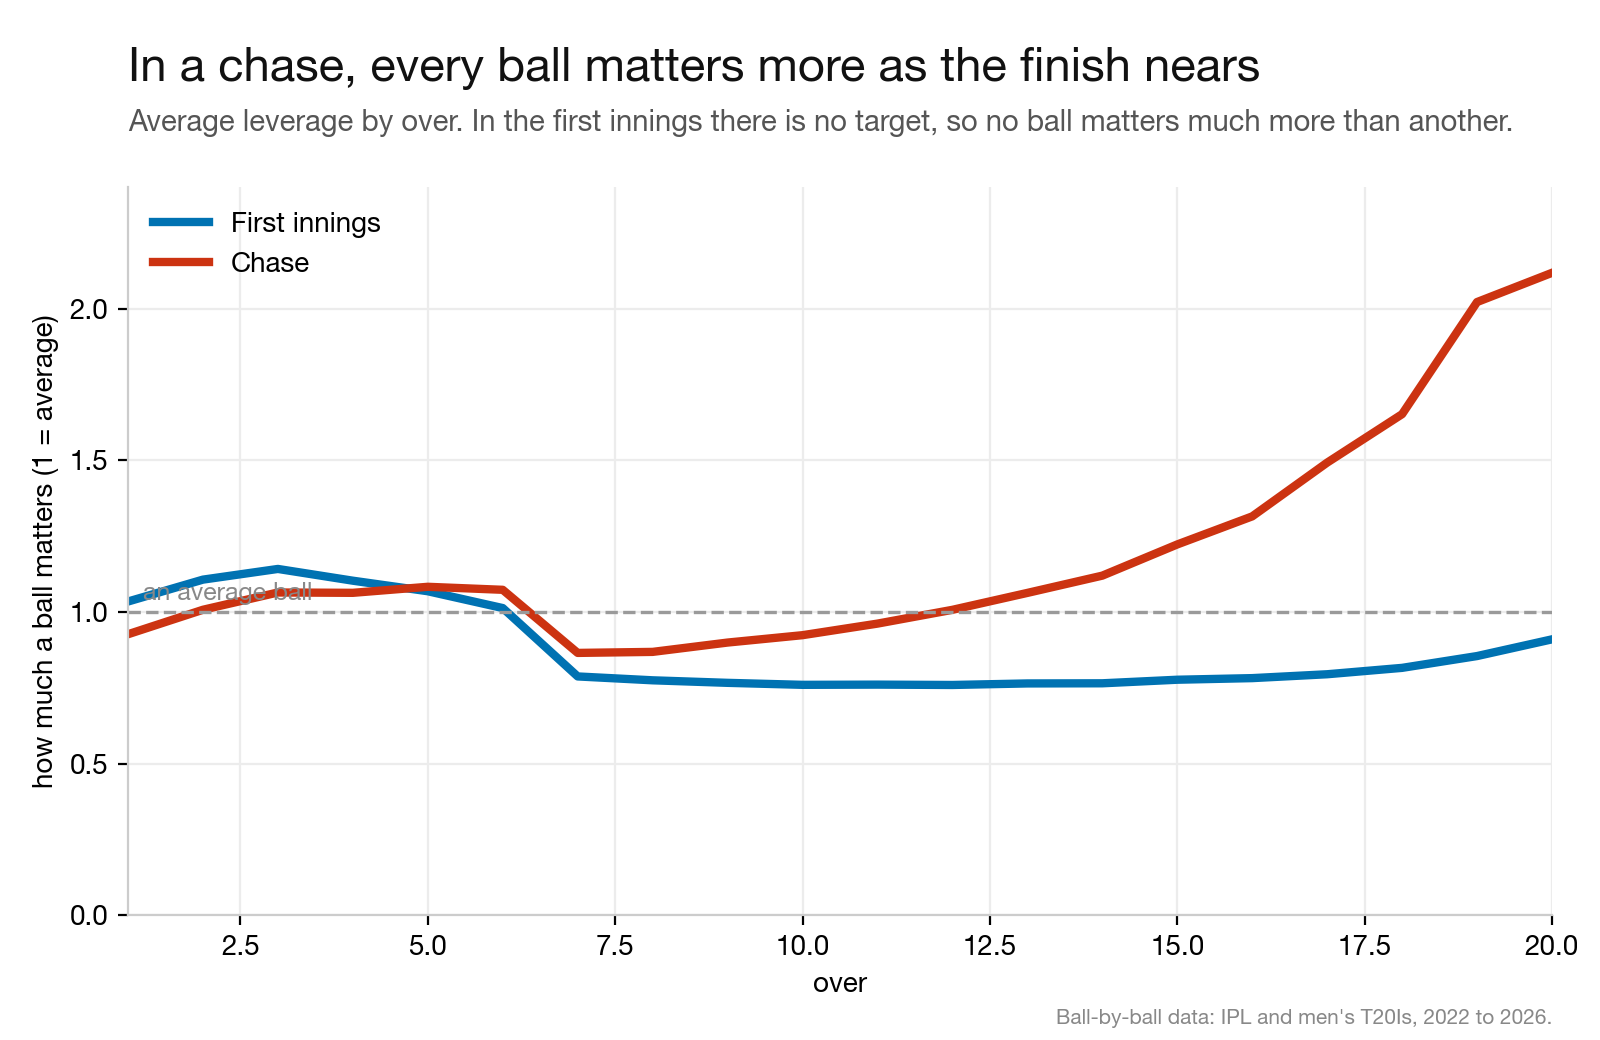 In a chase, every ball matters more as the finish nears
Average leverage by over. In the first innings there is no target, so no ball matters much more than another.
First innings
Chase
how much a ball matters (1 = average)
2.0
1.5
1.0
0.5
0.0
an average ball
2.5
5.0
7.5
10.0
12.5
15.0
17.5
20.0
over
Ball-by-ball data: IPL and men's T20Is, 2022 to 2026.